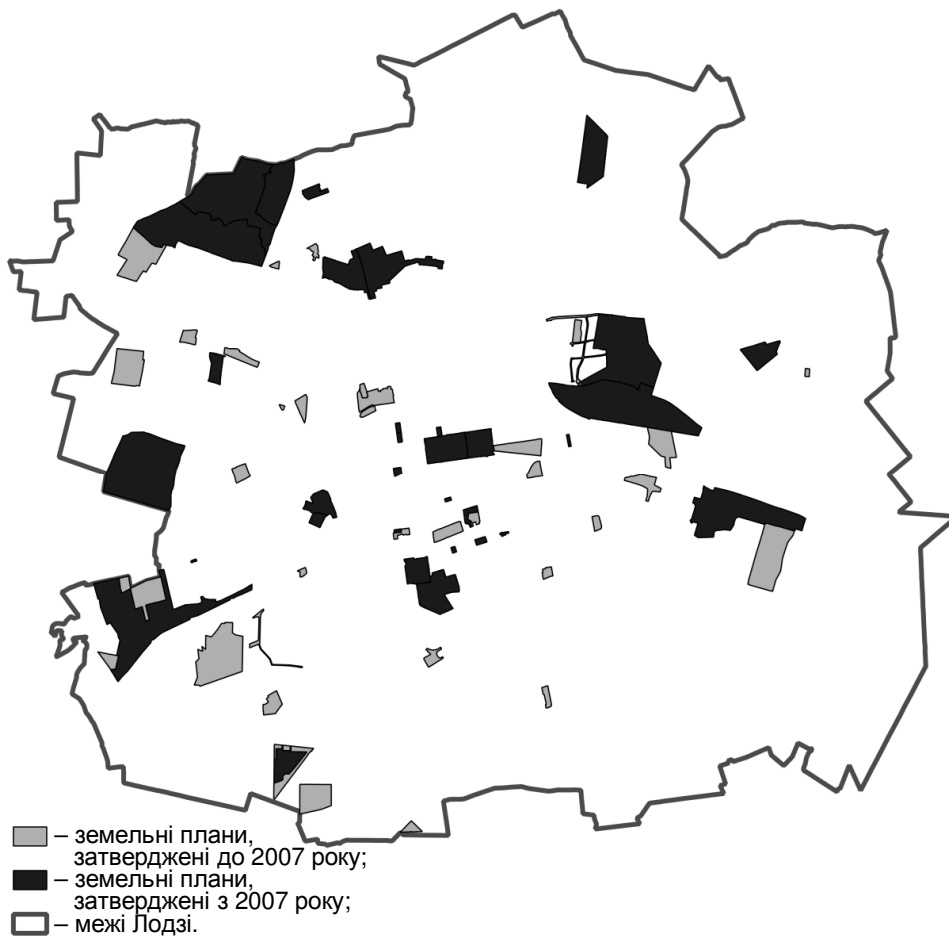 – земельні плани,
затверджені до 2007 року;
– земельні плани,
затверджені з 2007 року;
– межі Лодзі.